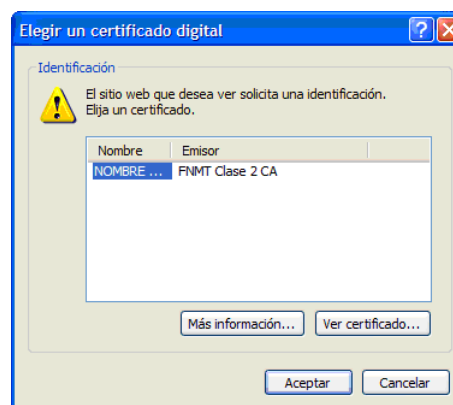 Elegir un certificado digital
Identificación
El sitio web que desea ver solicita una identificación.
Elija un certificado.
Nombre Emisor
NOMBRE ... FNMT Clase 2 CA
Más información... Ver certificado...
Aceptar Cancelar